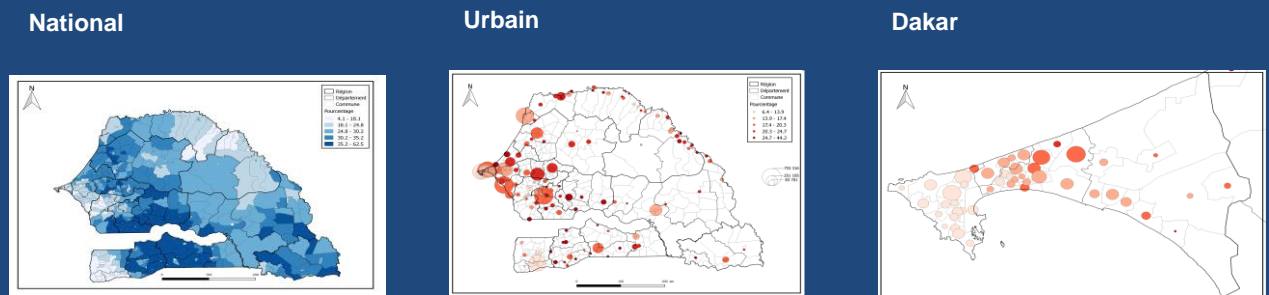 National
Urbain
Dakar
N
Région
Département
Commune
Pourcentage
4.1 - 18.1
18.1 - 24.8
24.8 - 30.2
30.2 - 35.2
35.2 - 62.5
N
Région
Département
Commune
Pourcentage
6.4 - 13.9
13.9 - 17.4
17.4 - 20.3
20.3 - 24.7
24.7 - 44.2
N